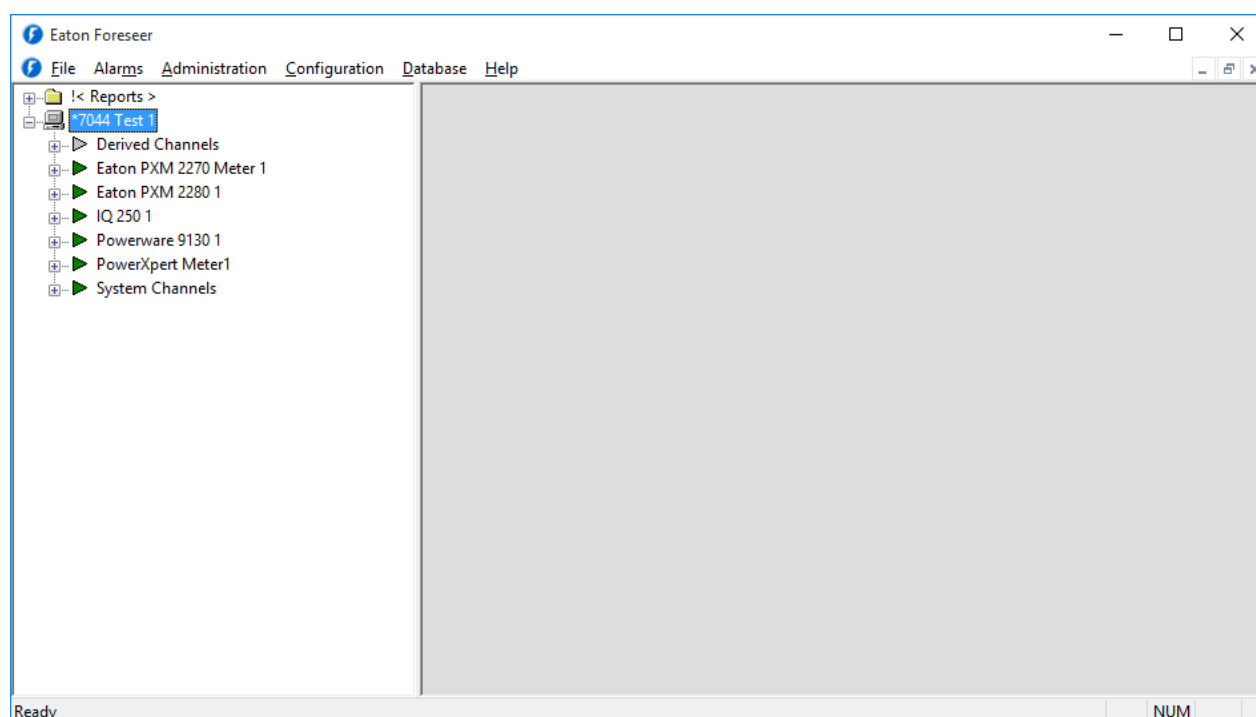 Eaton Foreseer
File Alarms Administration Configuration Database Help
!< Reports >
*7044 Test 1
Derived Channels
Eaton PXM 2270 Meter 1
Eaton PXM 2280 1
IQ 250 1
Powerware 9130 1
PowerXpert Meter1
System Channels
Ready NUM